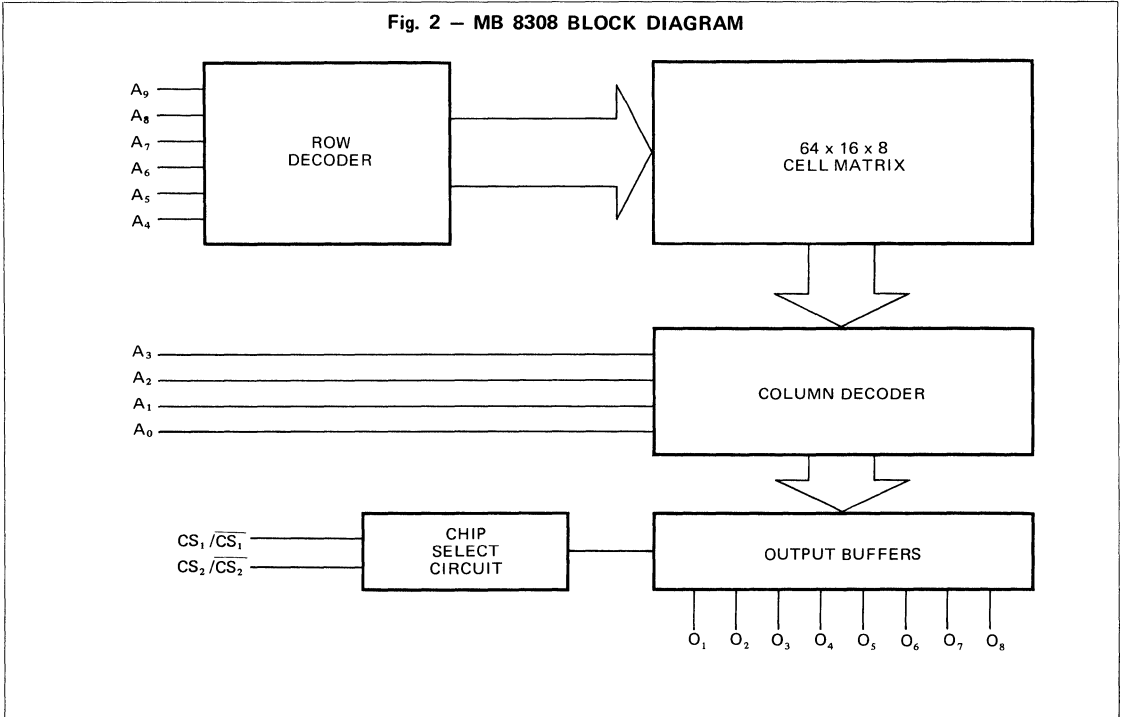 Fig. 2 — MB 8308 BLOCK DIAGRAM
A₉
A₈
A₇
A₆
A₅
A₄
ROW
DECODER
64 x 16 x 8
CELL MATRIX
A₃
A₂
A₁
A₀
COLUMN DECODER
CS₁/C̅S̅₁̅
CS₂/C̅S̅₂̅
CHIP
SELECT
CIRCUIT
OUTPUT BUFFERS
O₁ O₂ O₃ O₄ O₅ O₆ O₇ O₈